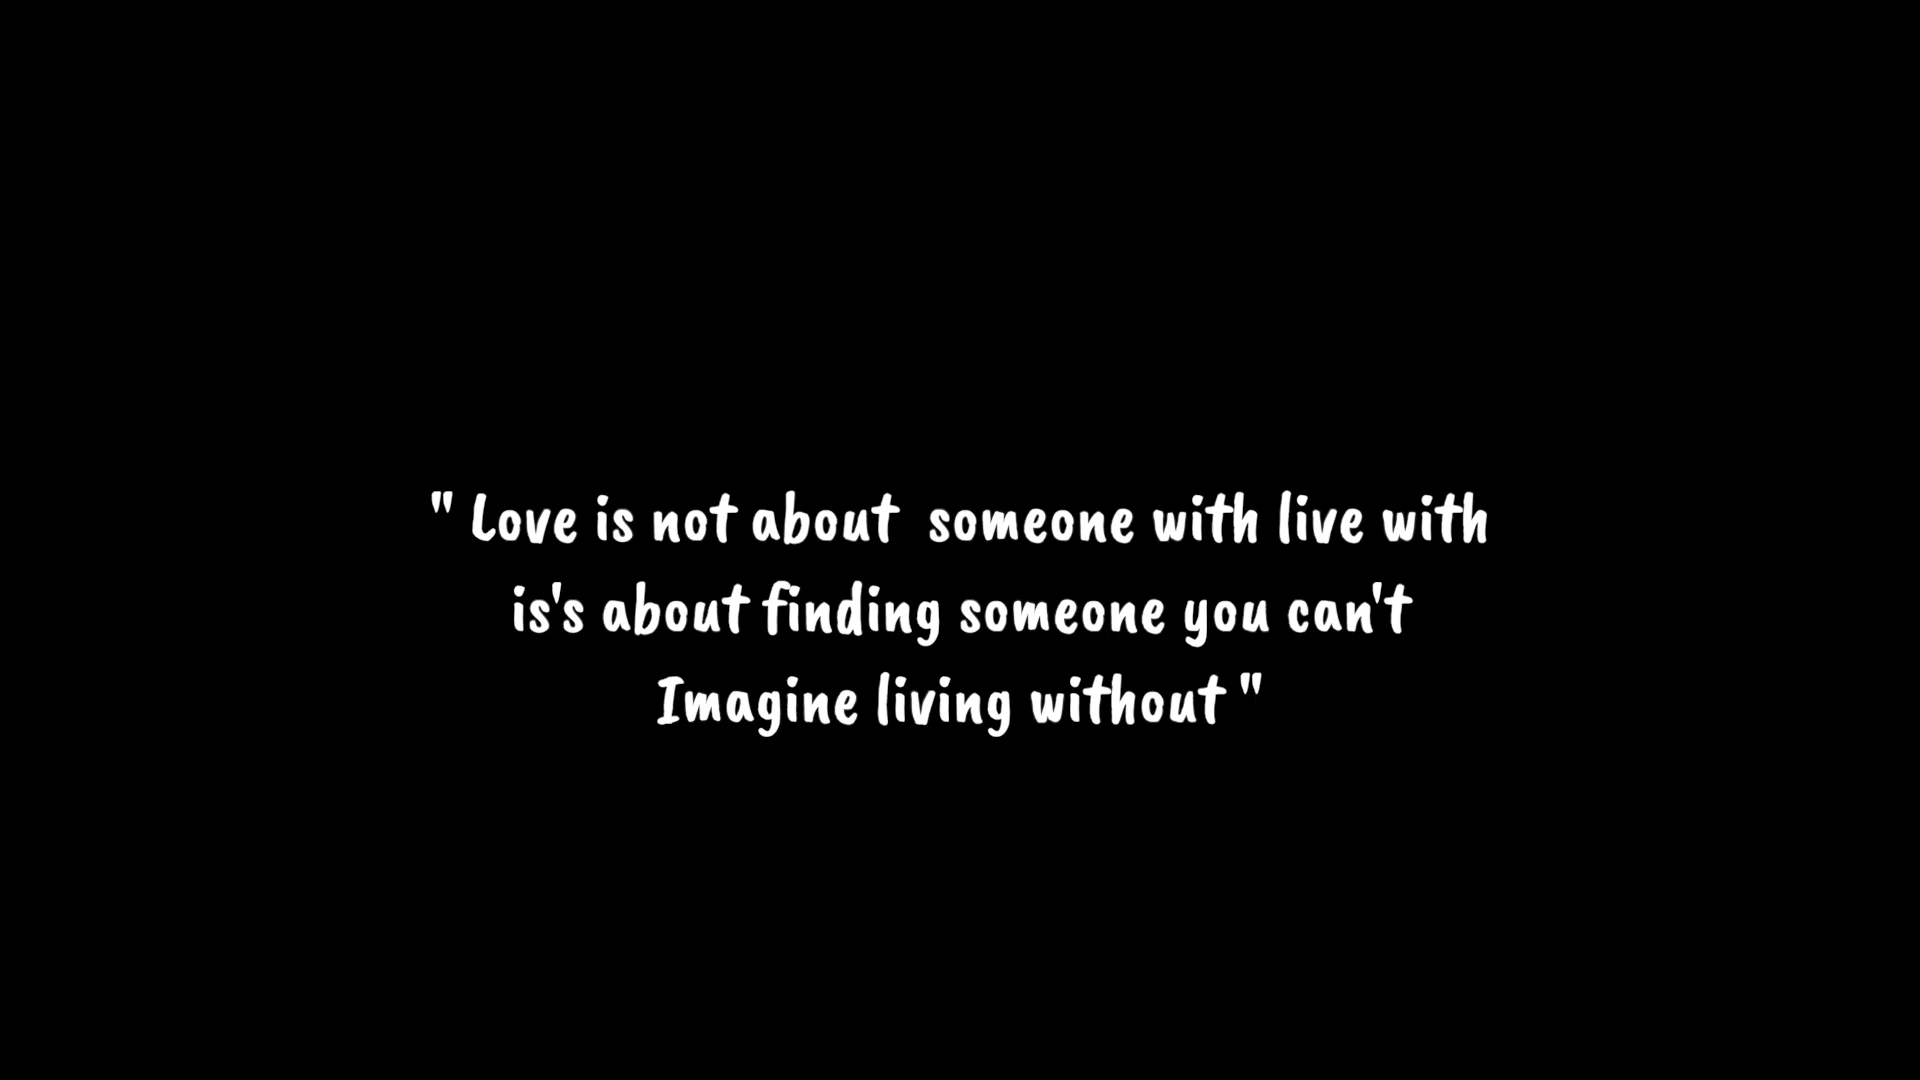 " Love is not about  someone with live with
is's about finding someone you can't
Imagine living without "